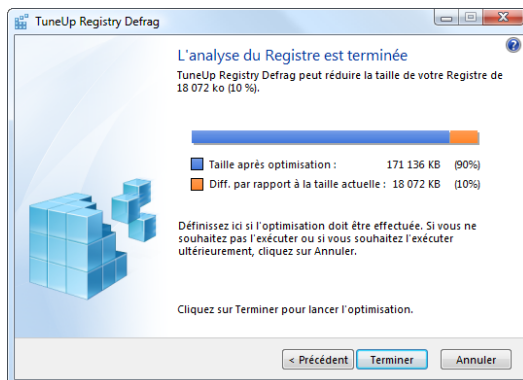 TuneUp Registry Defrag
L'analyse du Registre est terminée
TuneUp Registry Defrag peut réduire la taille de votre Registre de
18 072 ko (10 %).
Taille après optimisation : 171 136 KB (90%)
Diff. par rapport à la taille actuelle : 18 072 KB (10%)
Définissez ici si l'optimisation doit être effectuée. Si vous ne
souhaitez pas l'exécuter ou si vous souhaitez l'exécuter
ultérieurement, cliquez sur Annuler.
Cliquez sur Terminer pour lancer l'optimisation.
< Précédent Terminer Annuler